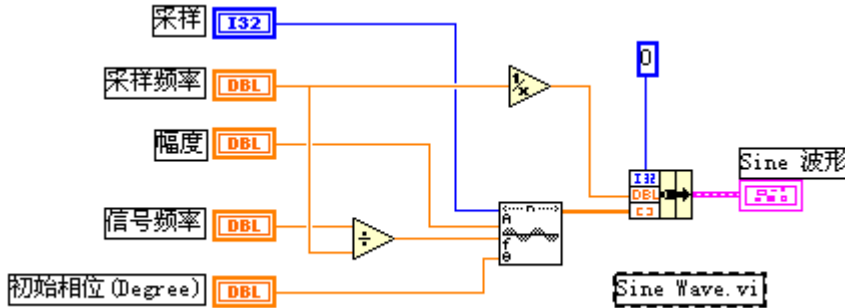 采样
I32
采样频率
DBL
1/x
0
幅度
DBL
Sine 波形
I32
DBL
[ ]
n
A
f
θ
信号频率
DBL
÷
初始相位(Degree)
DBL
Sine Wave.vi